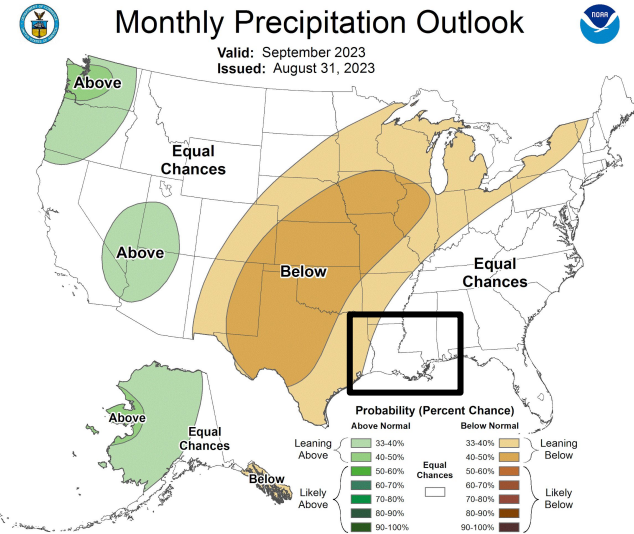 Monthly Precipitation Outlook
NOAA
Valid: September 2023
Issued: August 31, 2023
Above
Equal
Chances
Above
Below
Equal
Chances
Above
Equal
Chances
Below
Probability (Percent Chance)
Above Normal
Below Normal
Leaning
Above
33-40%
40-50%
Likely
Above
50-60%
60-70%
70-80%
80-90%
90-100%
Equal
Chances
33-40%
40-50%
Leaning
Below
50-60%
60-70%
70-80%
80-90%
90-100%
Likely
Below